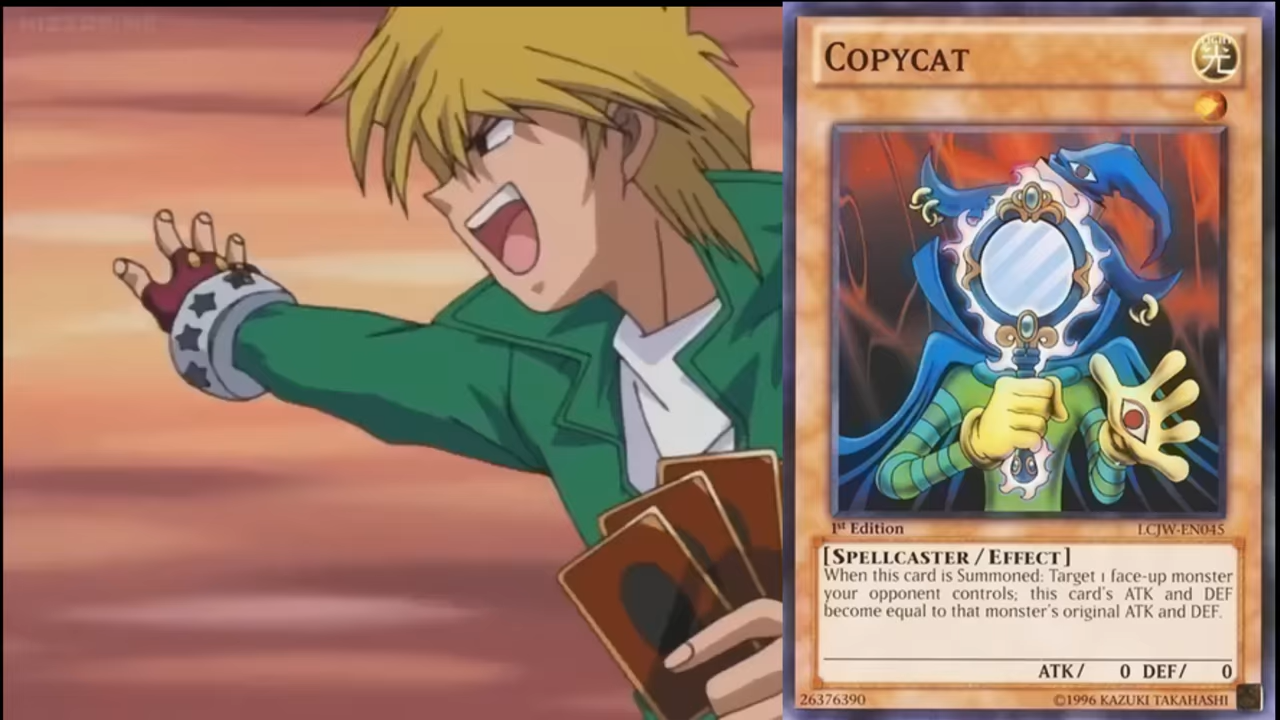 COPYCAT
LIGHT
光
1st Edition
LCJW-EN045
[SPELLCASTER / EFFECT]
When this card is Summoned: Target 1 face-up monster
your opponent controls; this card's ATK and DEF
become equal to that monster's original ATK and DEF.
ATK/ 0 DEF/ 0
26376390
©1996 KAZUKI TAKAHASHI